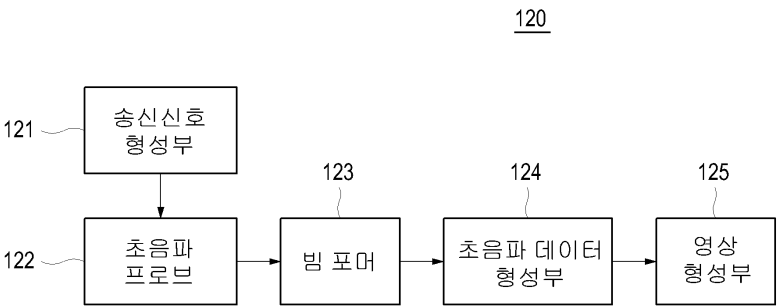 120
121
송신신호
형성부
122
초음파
프로브
123
빔 포머
124
초음파 데이터
형성부
125
영상
형성부